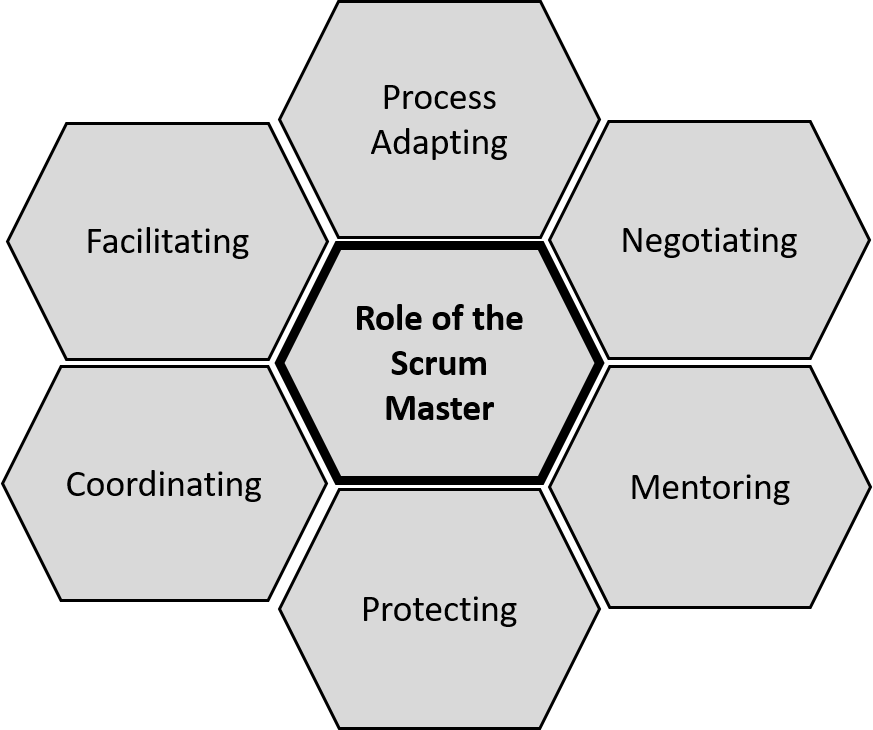 Process
Adapting
Facilitating
Negotiating
Role of the
Scrum
Master
Coordinating
Mentoring
Protecting